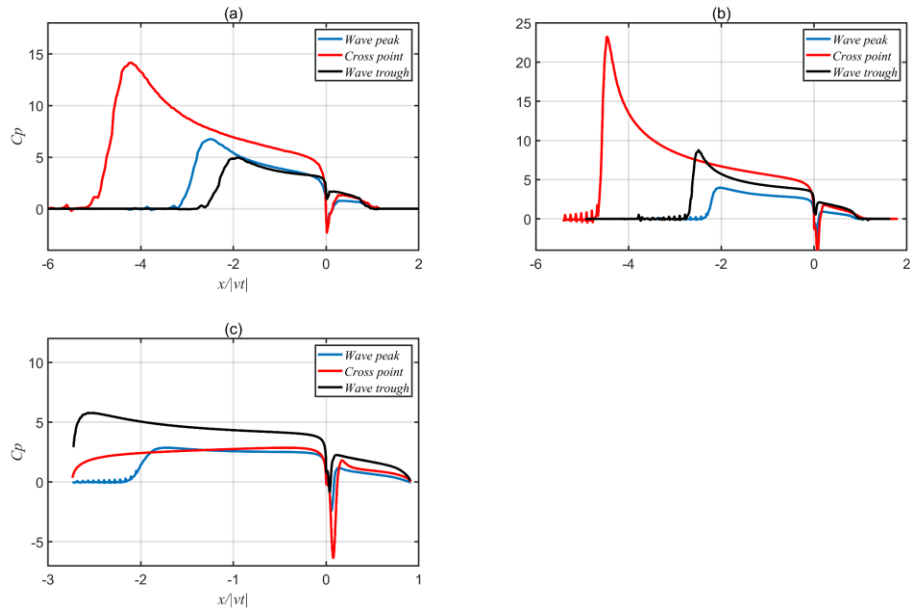 (a)
15
10
5
0
Cp
-6
-4
-2
0
2
x/|vt|
Wave peak
Cross point
Wave trough
(b)
25
20
15
10
5
0
-6
-4
-2
0
2
Wave peak
Cross point
Wave trough
(c)
10
5
0
-5
Cp
-3
-2
-1
0
1
x/|vt|
Wave peak
Cross point
Wave trough